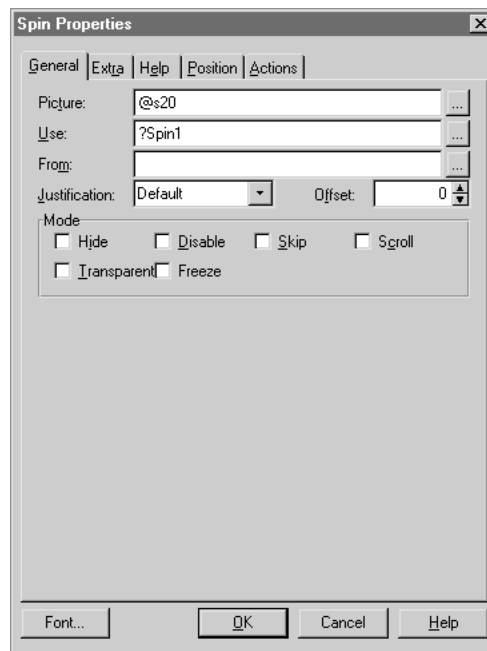 Spin Properties
General Extra Help Position Actions
Picture: @s20 ...
Use: ?Spin1 ...
From: ...
Justification: Default Offset: 0
Mode
Hide Disable Skip Scroll
Transparent Freeze
Font... OK Cancel Help